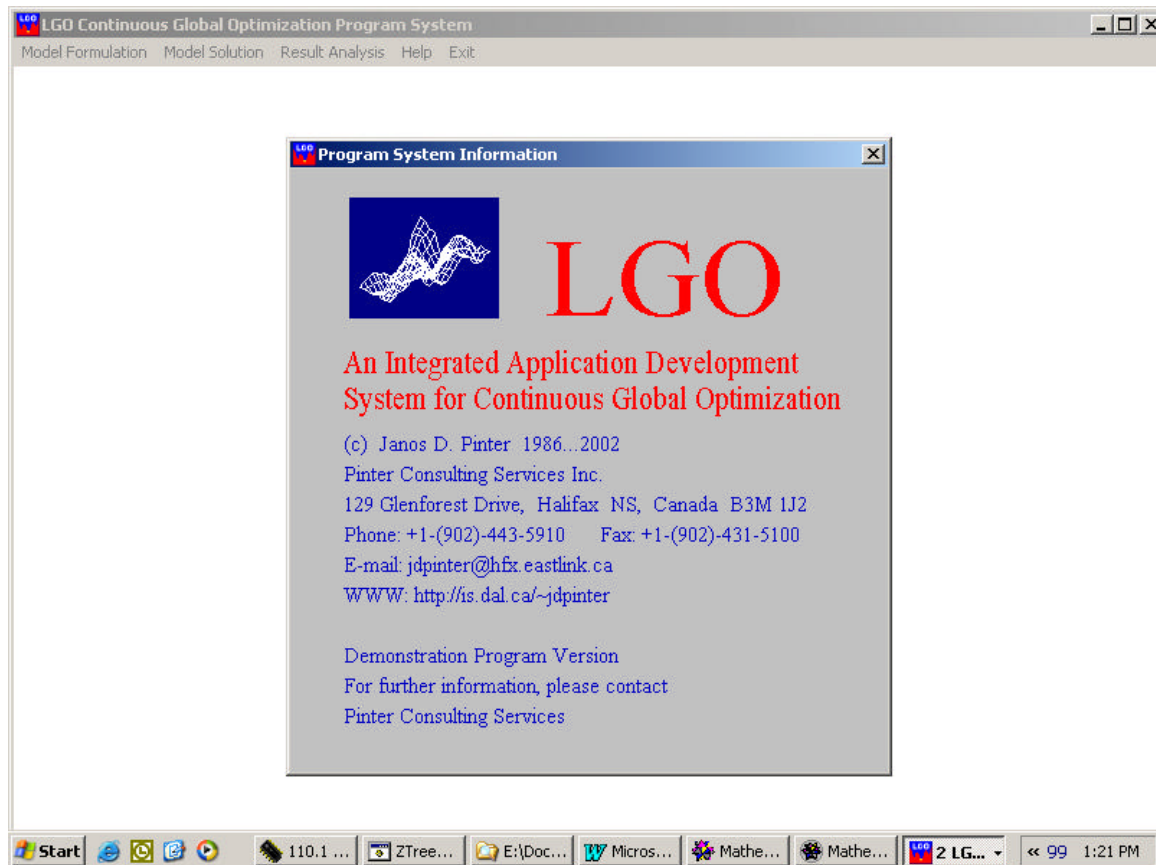 LGO Continuous Global Optimization Program System
Model Formulation Model Solution Result Analysis Help Exit
Program System Information
LGO
An Integrated Application Development
System for Continuous Global Optimization
(c) Janos D. Pinter 1986...2002
Pinter Consulting Services Inc.
129 Glenforest Drive, Halifax NS, Canada B3M 1J2
Phone: +1-(902)-443-5910 Fax: +1-(902)-431-5100
E-mail: jdpinter@hfx.eastlink.ca
WWW: http://is.dal.ca/~jdpinter
Demonstration Program Version
For further information, please contact
Pinter Consulting Services
Start 110.1 ... ZTree... E:\Doc... Micros... Mathe... Mathe... 2 LG... « 99 1:21 PM